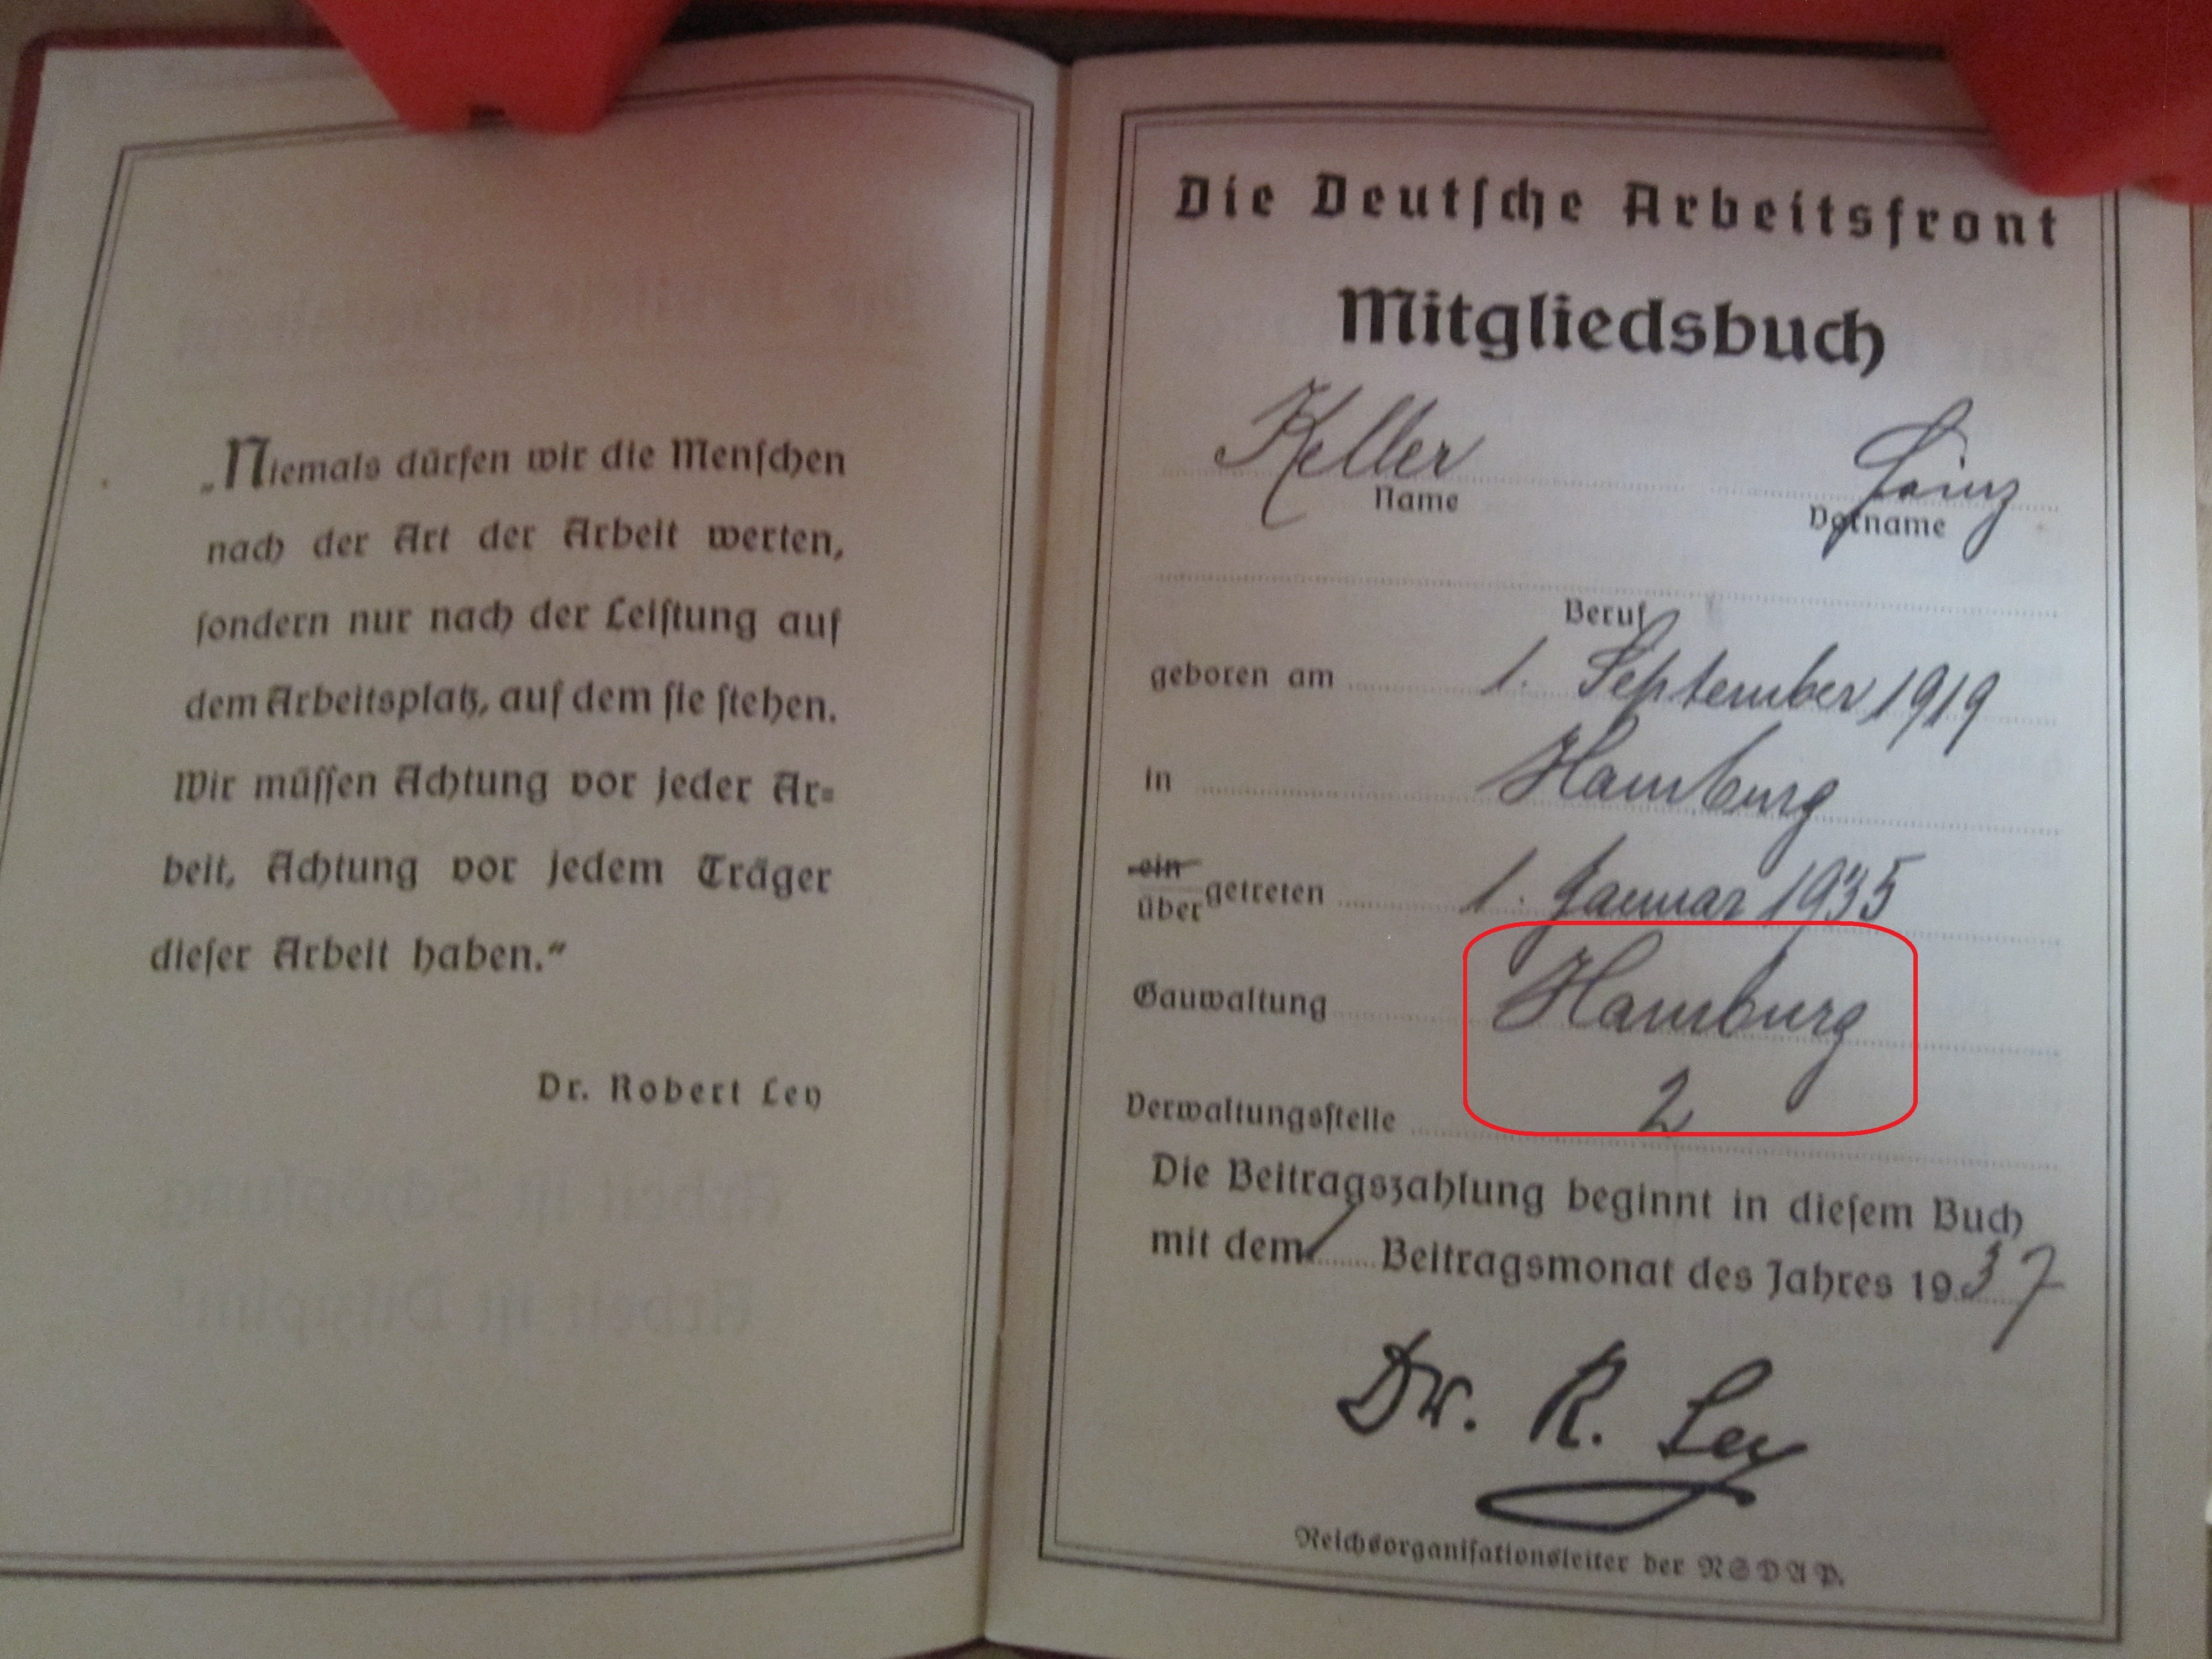 „Niemals dürfen wir die Menschen
nach der Art der Arbeit werten,
sondern nur nach der Leistung auf
dem Arbeitsplatz, auf dem sie stehen.
Wir müssen Achtung vor jeder Ar=
beit, Achtung vor jedem Träger
dieser Arbeit haben.“
Dr. Robert Ley
Die Deutsche Arbeitsfront
Mitgliedsbuch
Keller Heinz
Name Vorname
Beruf
geboren am 1. September 1919
in Hamburg
ein
über getreten 1. Januar 1935
Gauwaltung Hamburg
Verwaltungsstelle 2
Die Beitragszahlung beginnt in diesem Buch
mit dem 1 Beitragsmonat des Jahres 1937
Dr. R. Ley
Reichsorganisationsleiter der NSDAP.